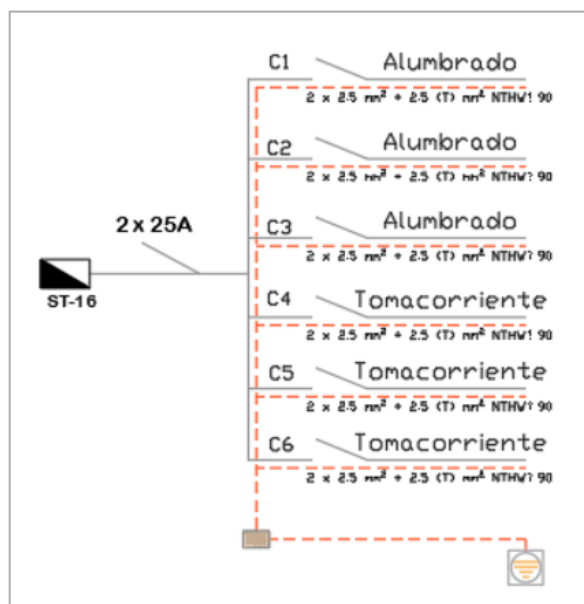 C1 Alumbrado
2 x 2.5 mm² + 2.5 (T) mm² NTHW? 90
C2 Alumbrado
2 x 2.5 mm² + 2.5 (T) mm² NTHW? 90
C3 Alumbrado
2 x 2.5 mm² + 2.5 (T) mm² NTHW? 90
2 x 25A
ST-16
C4 Tomacorriente
2 x 2.5 mm² + 2.5 (T) mm² NTHW? 90
C5 Tomacorriente
2 x 2.5 mm² + 2.5 (T) mm² NTHW? 90
C6 Tomacorriente
2 x 2.5 mm² + 2.5 (T) mm² NTHW? 90